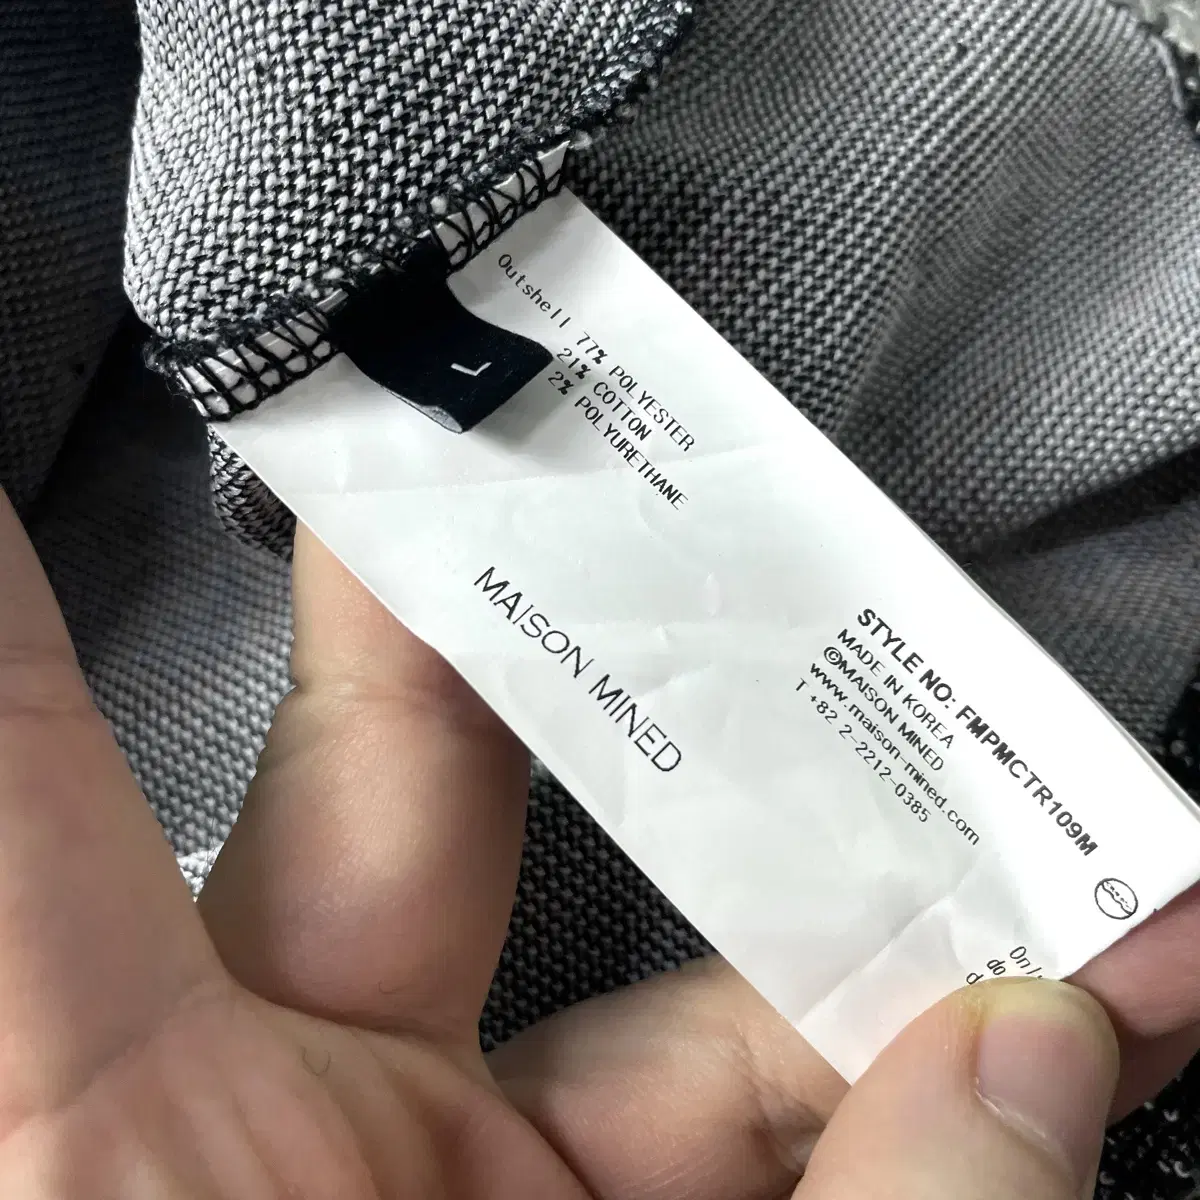 L
Outshell 77% POLYESTER
21% COTTON
2% POLYURETHANE
MAISON MINED
STYLE NO: FMPMCTR109M
MADE IN KOREA
©MAISON MINED
www.maison-mined.com
T +82 2-2212-0385
do